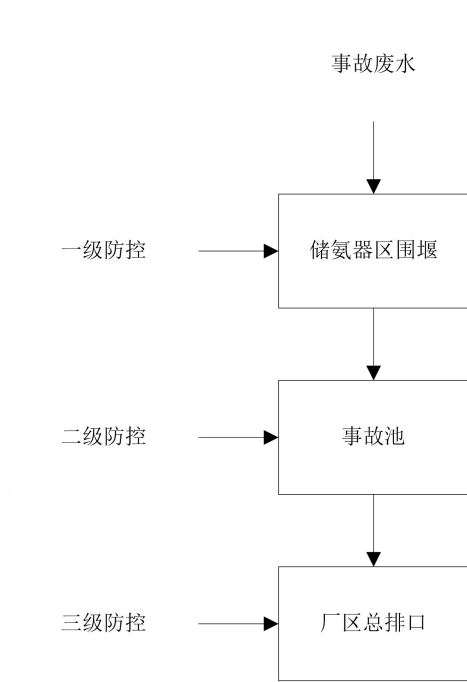 事故废水
一级防控
储氨器区围堰
二级防控
事故池
三级防控
厂区总排口